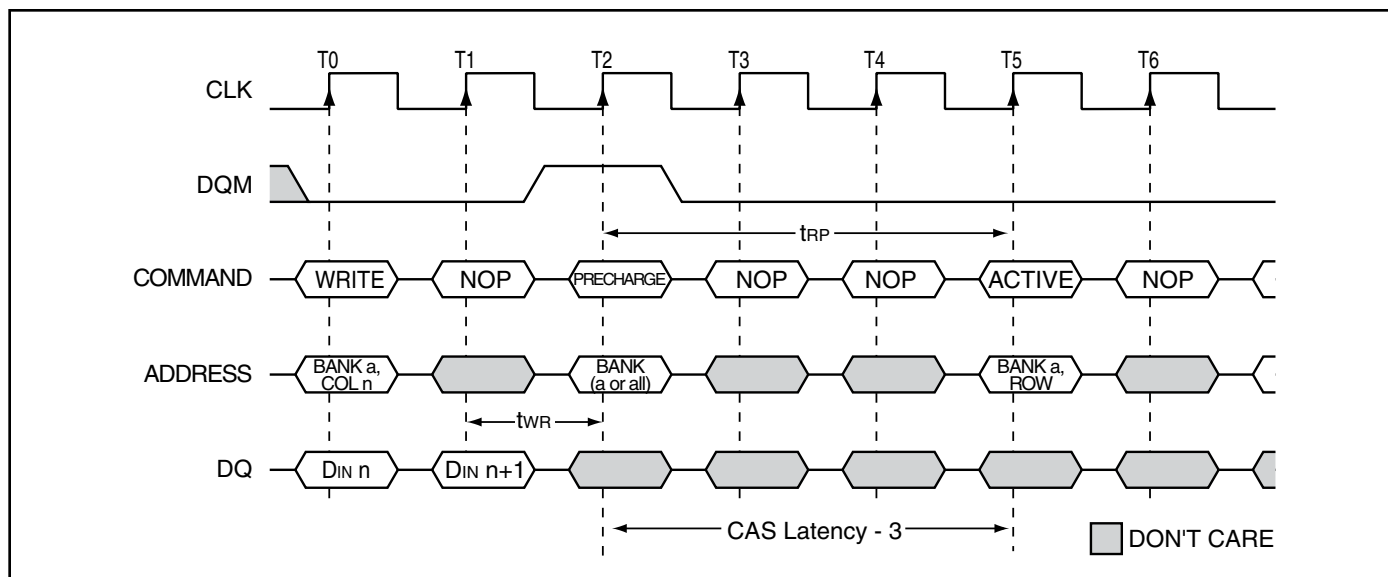 T0 T1 T2 T3 T4 T5 T6
CLK
DQM
tRP
COMMAND WRITE NOP PRECHARGE NOP NOP ACTIVE NOP
ADDRESS BANK a, COL n BANK (a or all) BANK a, ROW
tWR
DQ DIN n DIN n+1
CAS Latency - 3
DON'T CARE